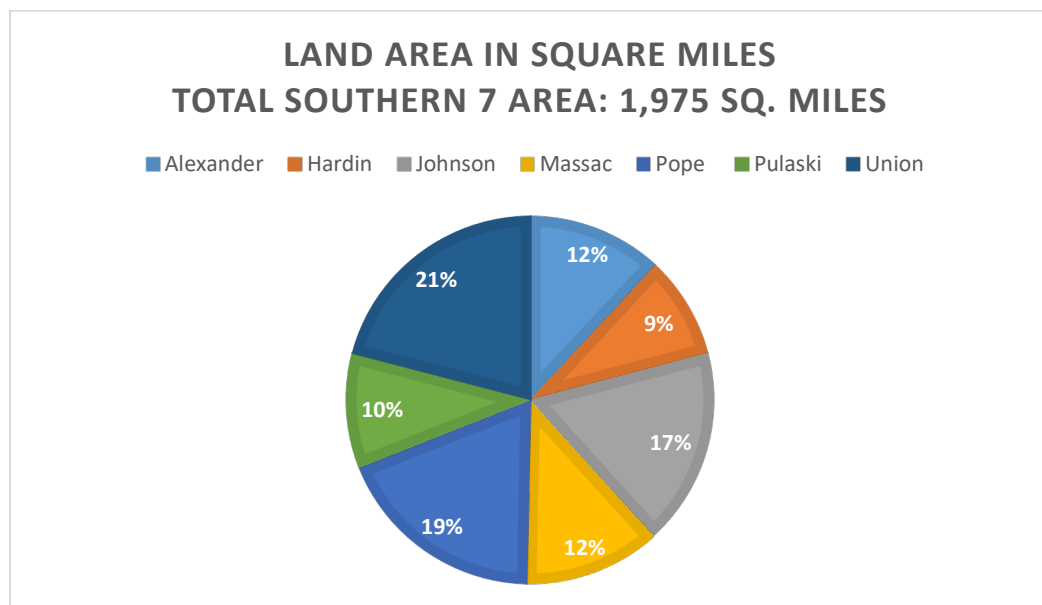 LAND AREA IN SQUARE MILES
TOTAL SOUTHERN 7 AREA: 1,975 SQ. MILES
Alexander Hardin Johnson Massac Pope Pulaski Union
12%
9%
17%
12%
19%
10%
21%